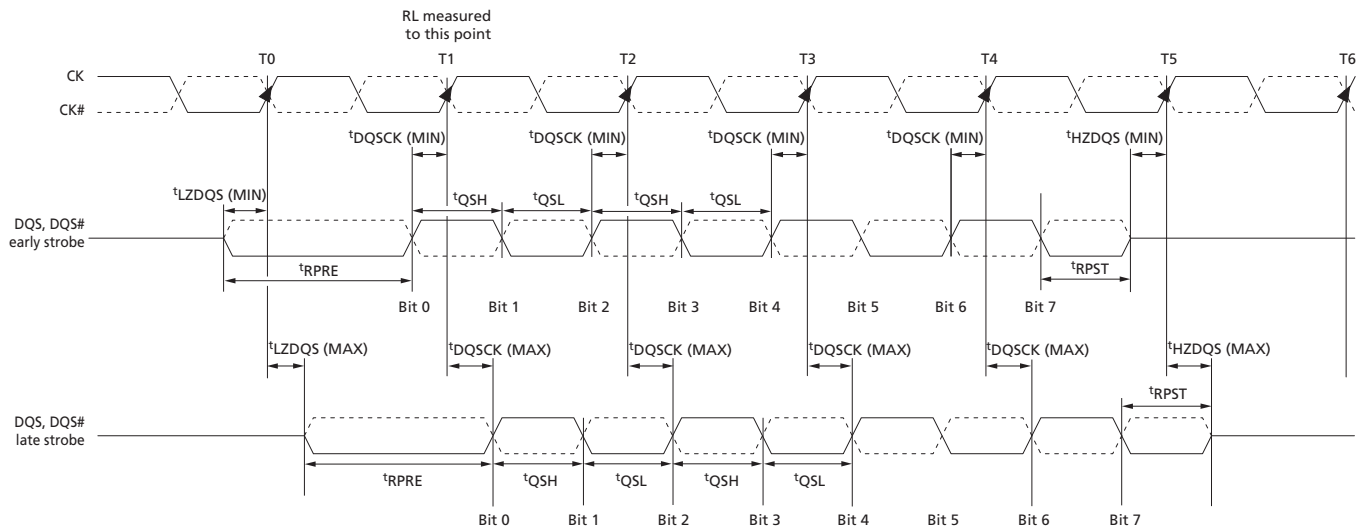 RL measured
to this point
T0 T1 T2 T3 T4 T5 T6
CK
CK#
tDQSCK (MIN) tDQSCK (MIN) tDQSCK (MIN) tDQSCK (MIN) tHZDQS (MIN)
tLZDQS (MIN)
tQSH tQSL tQSH tQSL
DQS, DQS#
early strobe
tRPRE tRPST
Bit 0 Bit 1 Bit 2 Bit 3 Bit 4 Bit 5 Bit 6 Bit 7
tLZDQS (MAX) tDQSCK (MAX) tDQSCK (MAX) tDQSCK (MAX) tDQSCK (MAX) tHZDQS (MAX)
tRPST
DQS, DQS#
late strobe
tRPRE tQSH tQSL tQSH tQSL
Bit 0 Bit 1 Bit 2 Bit 3 Bit 4 Bit 5 Bit 6 Bit 7